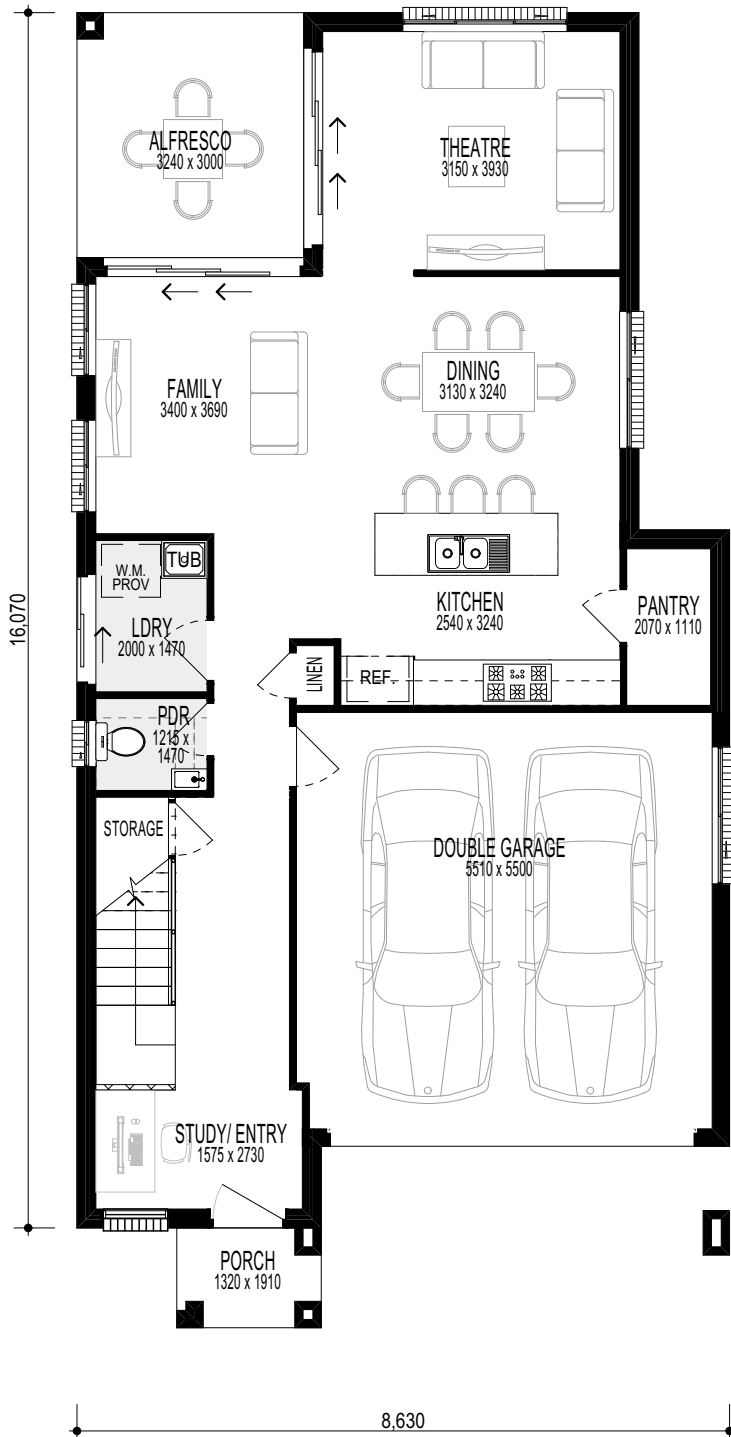 ALFRESCO
3240 x 3000
THEATRE
3150 x 3930
FAMILY
3400 x 3690
DINING
3130 x 3240
W.M.
PROV
TUB
LDRY
2000 x 1470
KITCHEN
2540 x 3240
PANTRY
2070 x 1110
16,070
LINEN
REF.
PDR
1215 x
1470
STORAGE
DOUBLE GARAGE
5510 x 5500
STUDY/ ENTRY
1575 x 2730
PORCH
1320 x 1910
8,630